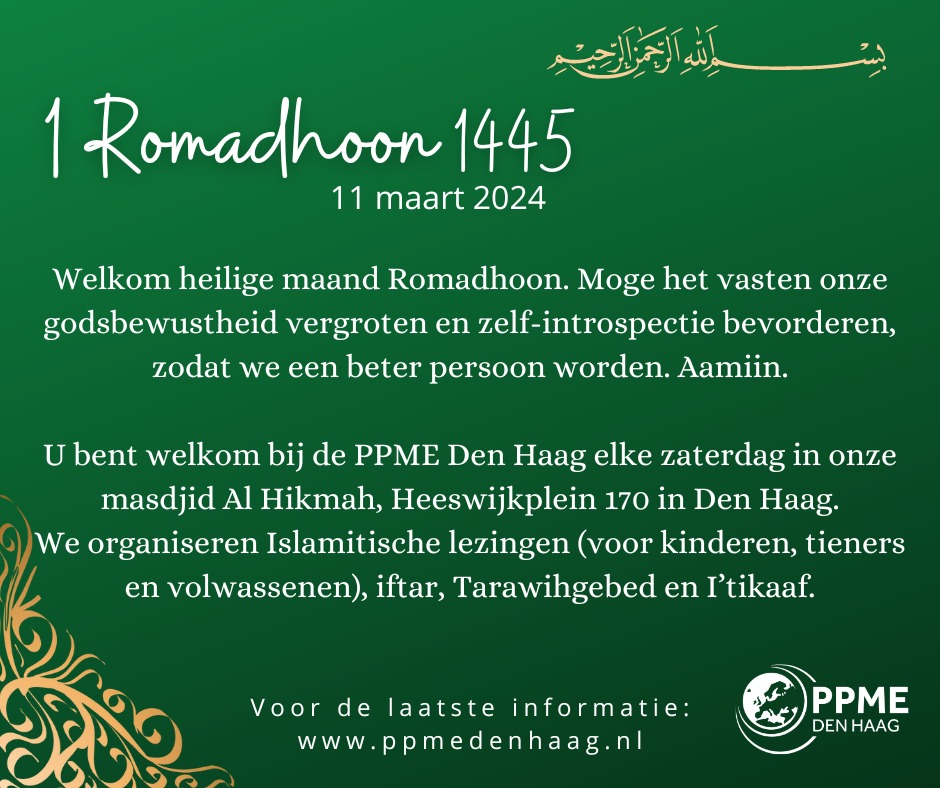 بِسْــــمِ اللَّهِ الرَّحْمَٰنِ الرَّحِيمِ
1 Romadhoon 1445
11 maart 2024
Welkom heilige maand Romadhoon. Moge het vasten onze
godsbewustheid vergroten en zelf-introspectie bevorderen,
zodat we een beter persoon worden. Aamiin.
U bent welkom bij de PPME Den Haag elke zaterdag in onze
masdjid Al Hikmah, Heeswijkplein 170 in Den Haag.
We organiseren Islamitische lezingen (voor kinderen, tieners
en volwassenen), iftar, Tarawihgebed en I’tikaaf.
Voor de laatste informatie:
www.ppmedenhaag.nl
PPME
DEN HAAG